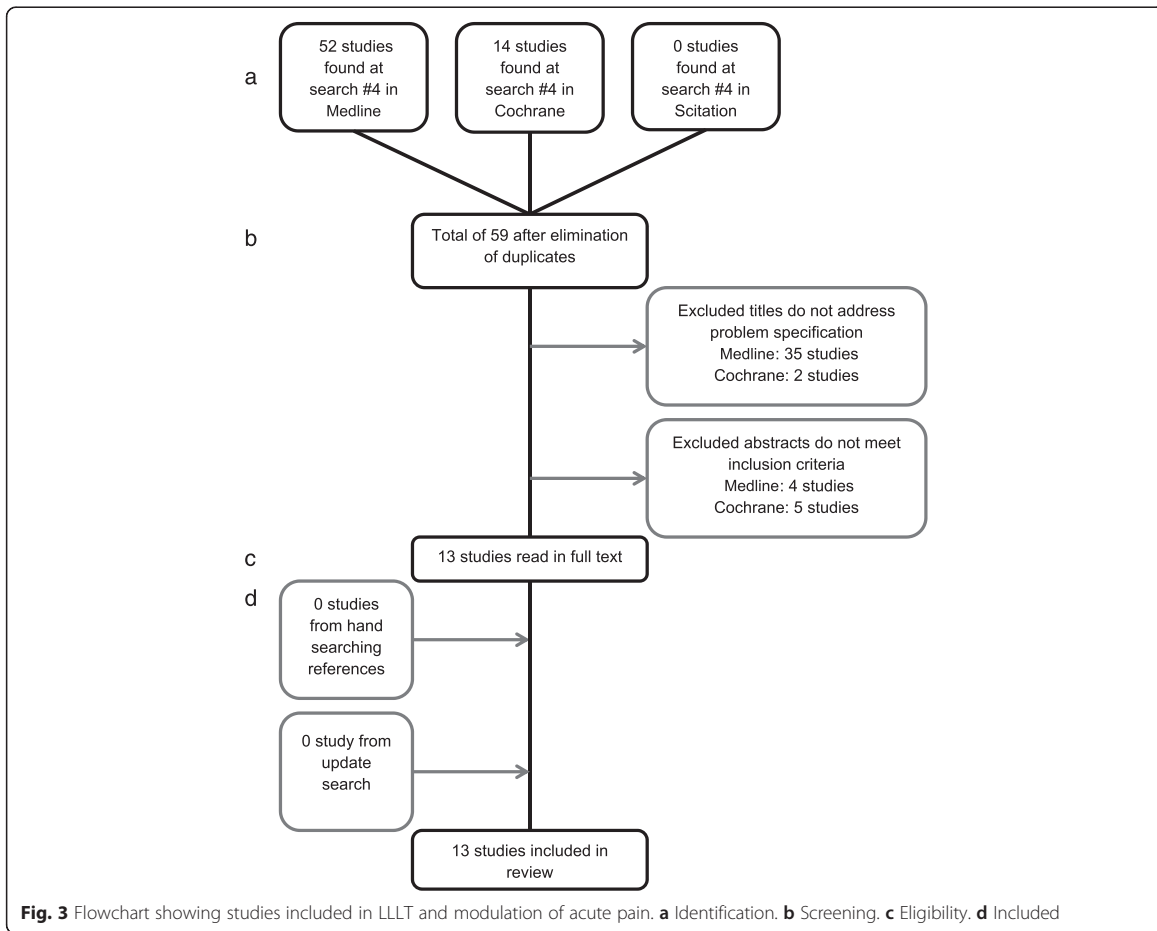 a
52 studies
found at
search #4 in
Medline
14 studies
found at
search #4 in
Cochrane
0 studies
found at
search #4 in
Scitation
b
Total of 59 after elimination
of duplicates
Excluded titles do not address
problem specification
Medline: 35 studies
Cochrane: 2 studies
Excluded abstracts do not meet
inclusion criteria
Medline: 4 studies
Cochrane: 5 studies
c
13 studies read in full text
d
0 studies
from hand
searching
references
0 study from
update
search
13 studies included in
review
Fig. 3 Flowchart showing studies included in LLLT and modulation of acute pain. a Identification. b Screening. c Eligibility. d Included